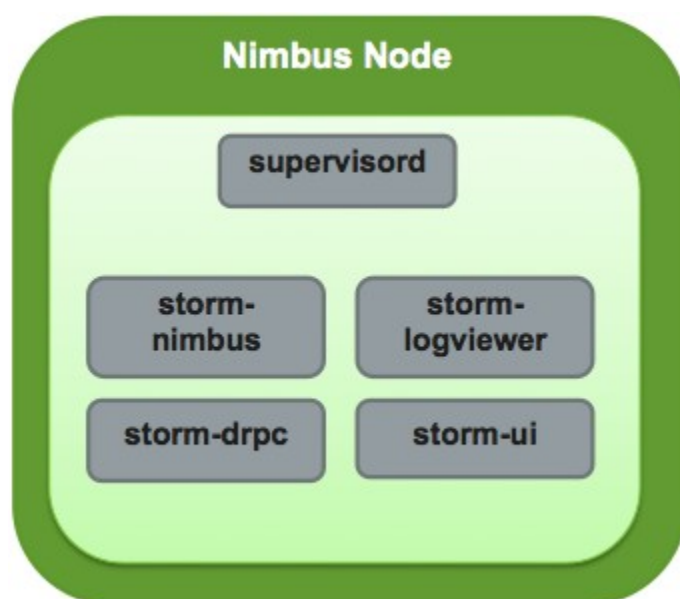 Nimbus Node
supervisord
storm-
nimbus
storm-
logviewer
storm-drpc
storm-ui